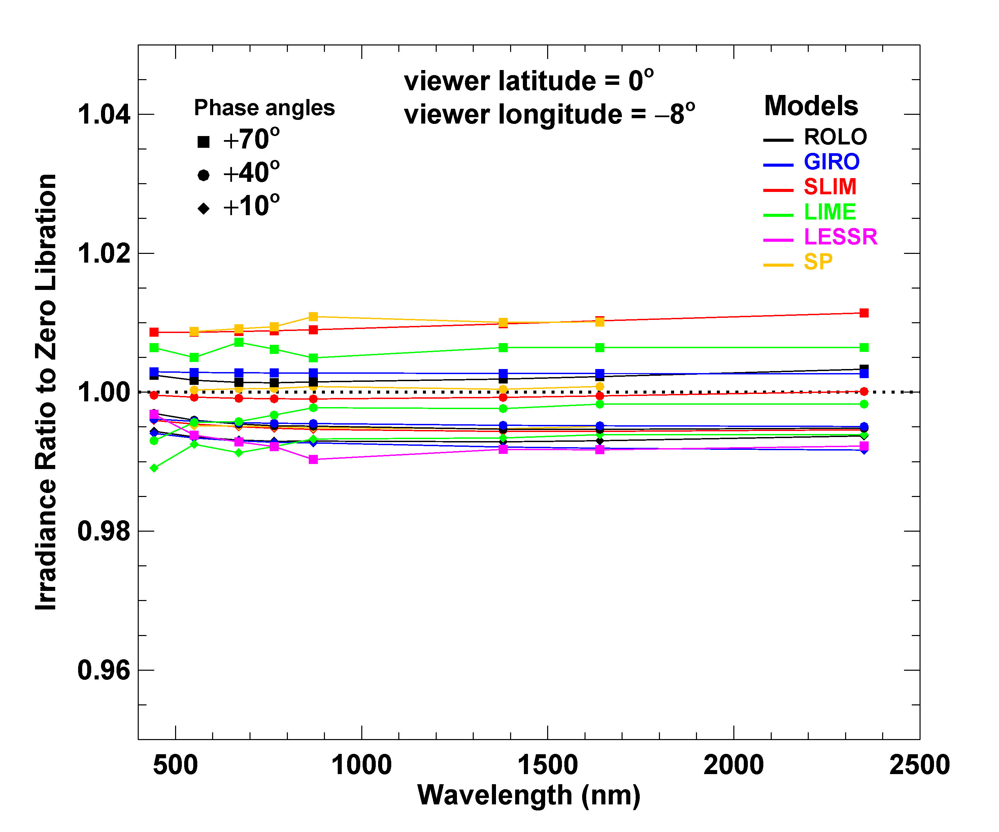 viewer latitude = 0°
viewer longitude = −8°
Phase angles
+70°
+40°
+10°
Models
ROLO
GIRO
SLIM
LIME
LESSR
SP
Irradiance Ratio to Zero Libration
1.04
1.02
1.00
0.98
0.96
500 1000 1500 2000 2500
Wavelength (nm)